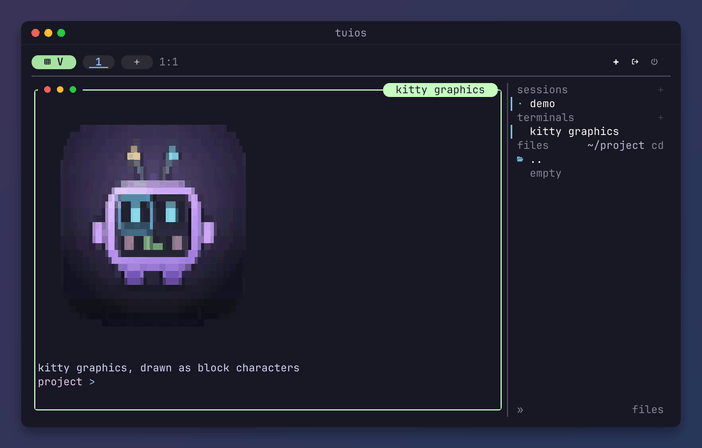 tuios
V 1 + 1:1
kitty graphics
sessions +
· demo
terminals +
kitty graphics
files ~/project cd
..
empty
kitty graphics, drawn as block characters
project >
» files